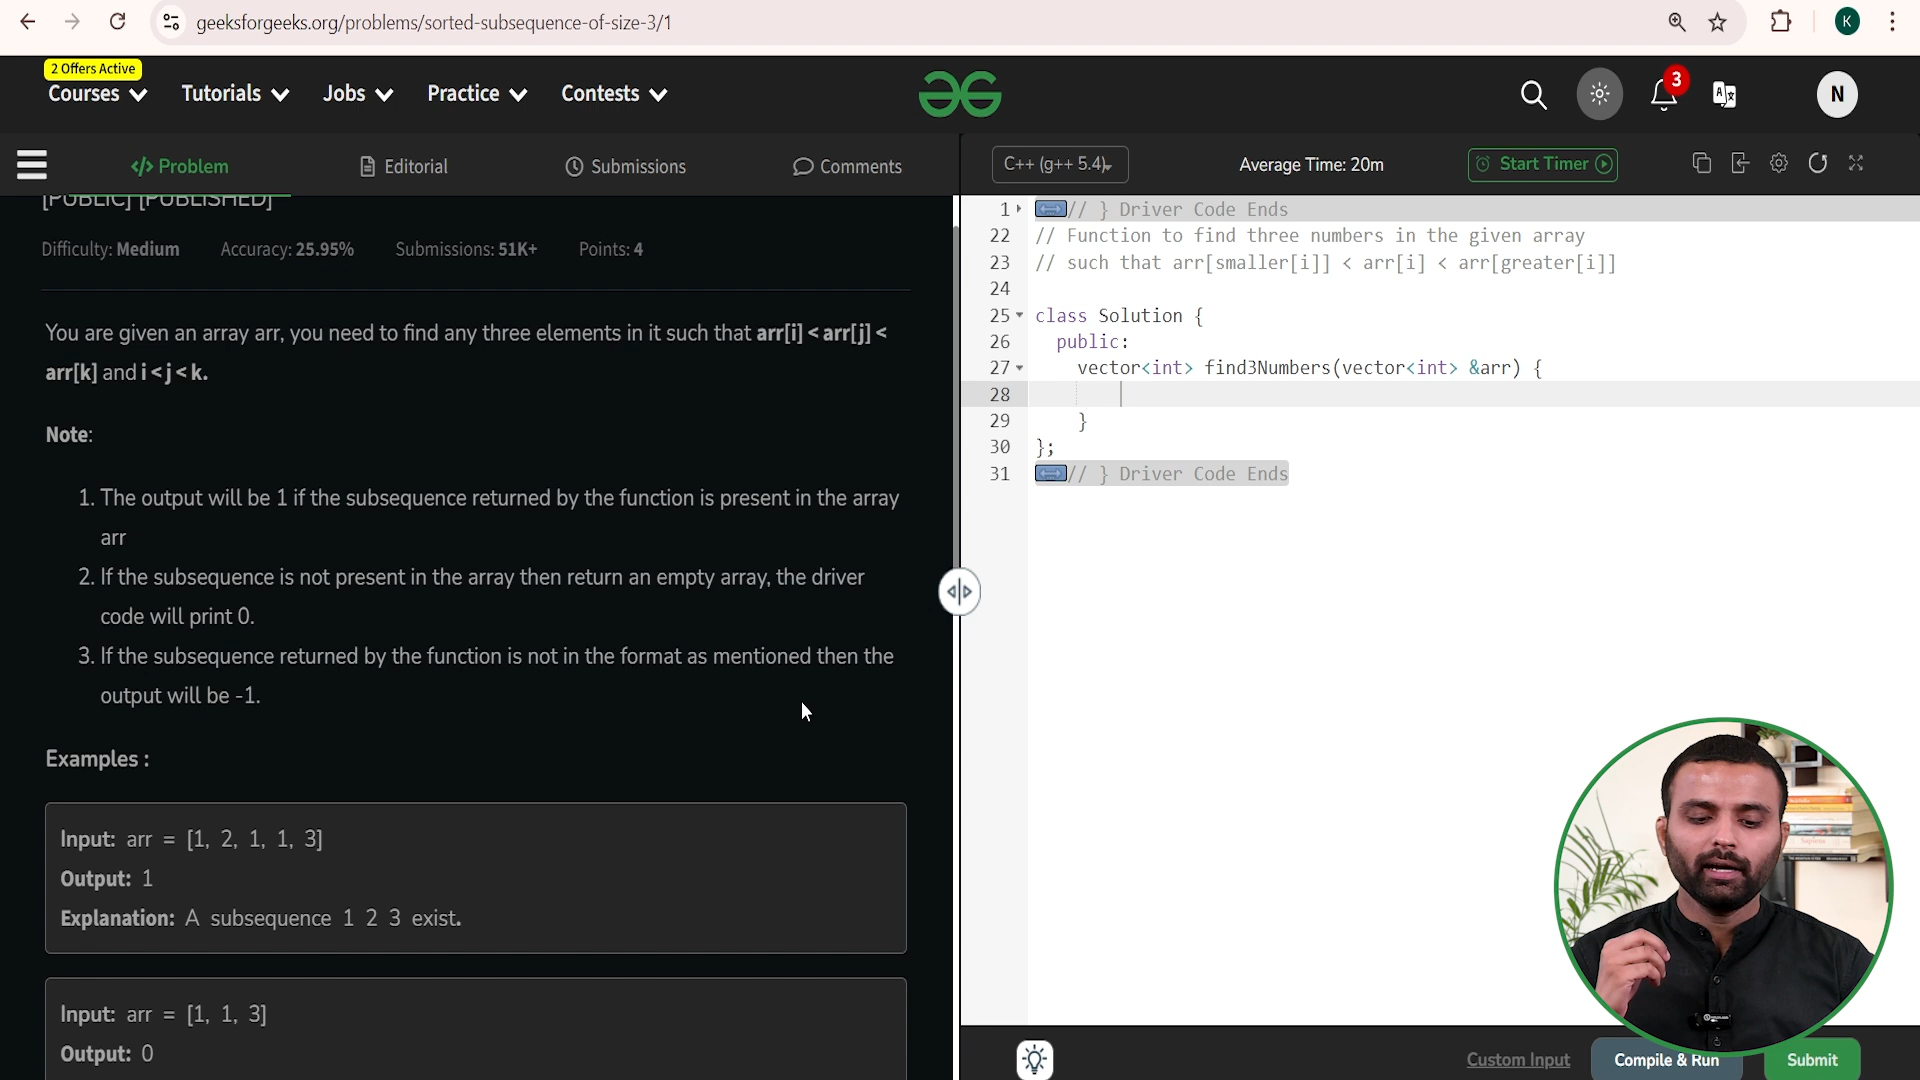 geeksforgeeks.org/problems/sorted-subsequence-of-size-3/1
K
2 Offers Active
Courses
Tutorials
Jobs
Practice
Contests
3
N
</> Problem
Editorial
Submissions
Comments
C++ (g++ 5.4)
Average Time: 20m
Start Timer
[PUBLIC] [PUBLISHED]
Difficulty: Medium
Accuracy: 25.95%
Submissions: 51K+
Points: 4
You are given an array arr, you need to find any three elements in it such that arr[i] < arr[j] <
arr[k] and i < j < k.
Note:
1. The output will be 1 if the subsequence returned by the function is present in the array
arr
2. If the subsequence is not present in the array then return an empty array, the driver
code will print 0.
3. If the subsequence returned by the function is not in the format as mentioned then the
output will be -1.
Examples :
Input: arr = [1, 2, 1, 1, 3]
Output: 1
Explanation: A subsequence 1 2 3 exist.
Input: arr = [1, 1, 3]
Output: 0
1 // } Driver Code Ends
22 // Function to find three numbers in the given array
23 // such that arr[smaller[i]] < arr[i] < arr[greater[i]]
24
25 class Solution {
26 public:
27 vector<int> find3Numbers(vector<int> &arr) {
28
29 }
30 };
31 // } Driver Code Ends
Custom Input
Compile & Run
Submit